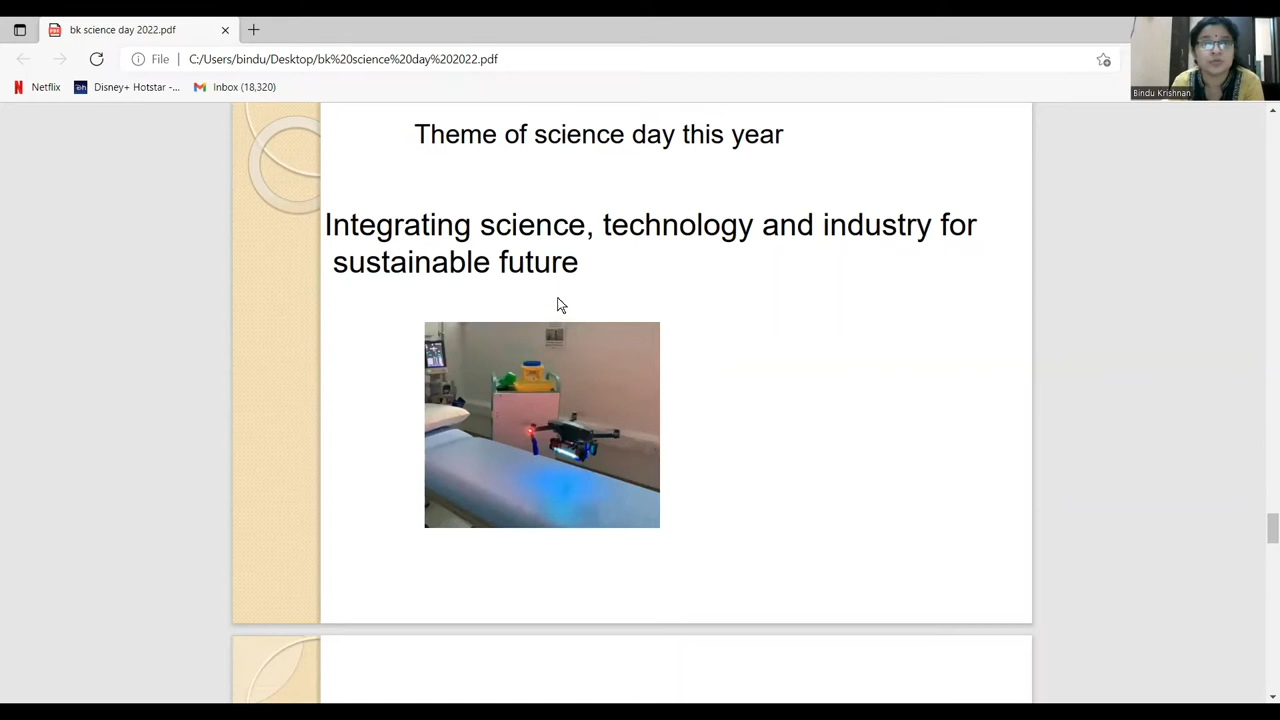 bk science day 2022.pdf
File
C:/Users/bindu/Desktop/bk%20science%20day%202022.pdf
Netflix
Disney+ Hotstar -...
Inbox (18,320)
Bindu Krishnan
Theme of science day this year
Integrating science, technology and industry for
sustainable future